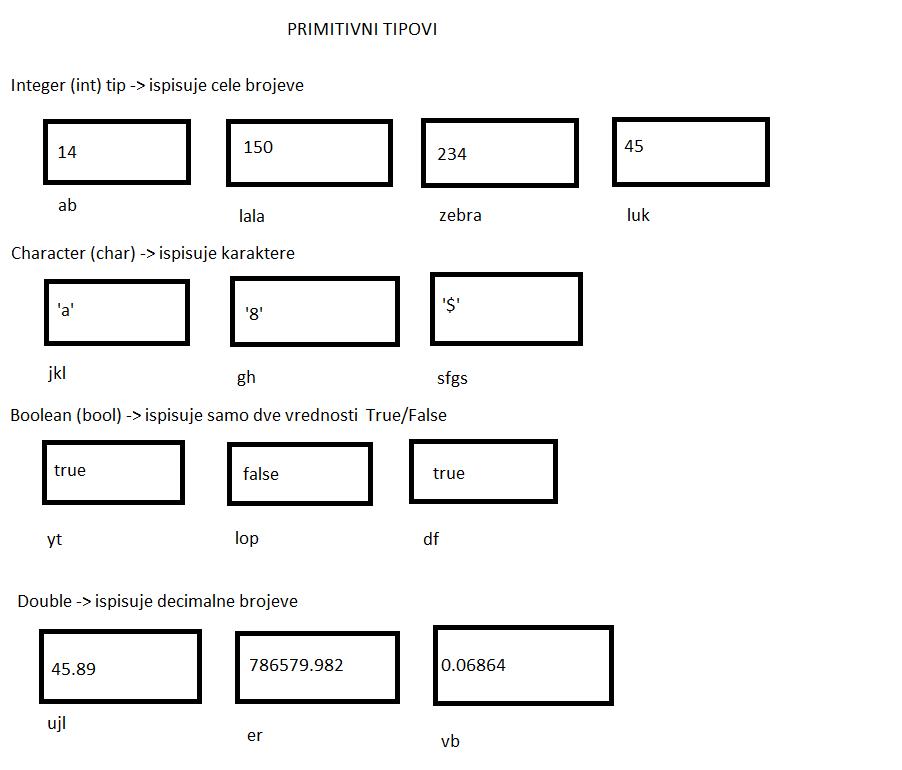 PRIMITIVNI TIPOVI
Integer (int) tip -> ispisuje cele brojeve
14 150 234 45
ab lala zebra luk
Character (char) -> ispisuje karaktere
'a' '8' '$'
jkl gh sfgs
Boolean (bool) -> ispisuje samo dve vrednosti True/False
true false true
yt lop df
Double -> ispisuje decimalne brojeve
45.89 786579.982 0.06864
ujl er vb